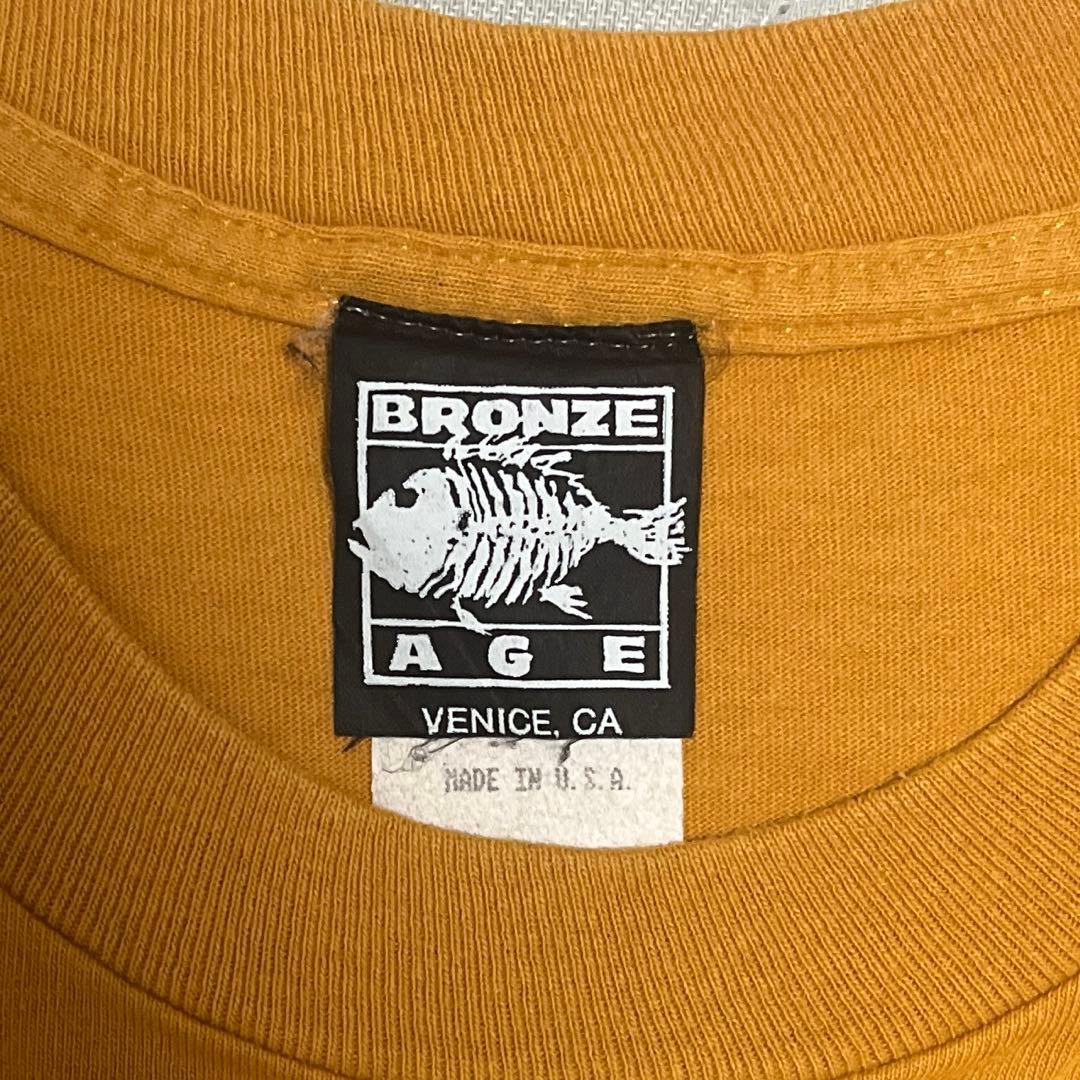 BRONZE
AGE
VENICE, CA
MADE IN U.S.A.